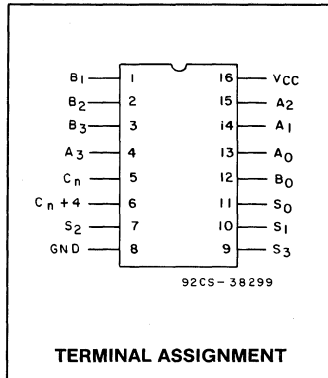 B1 1 16 VCC
B2 2 15 A2
B3 3 14 A1
A3 4 13 A0
Cn 5 12 B0
Cn+4 6 11 S0
S2 7 10 S1
GND 8 9 S3
92CS-38299
TERMINAL ASSIGNMENT